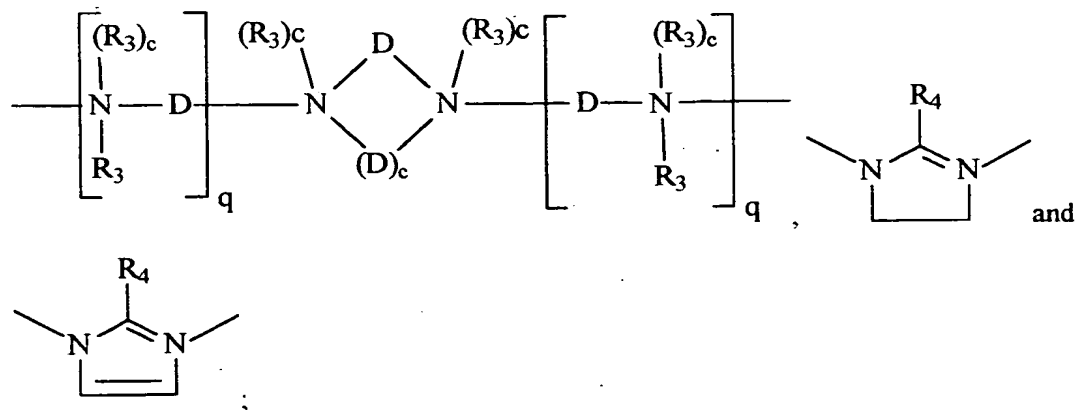 (R₃)c (R₃)c D (R₃)c (R₃)c
N D N N D N
R₃ (D)c R₃
q q , R₄ N N and
R₄
N N ;